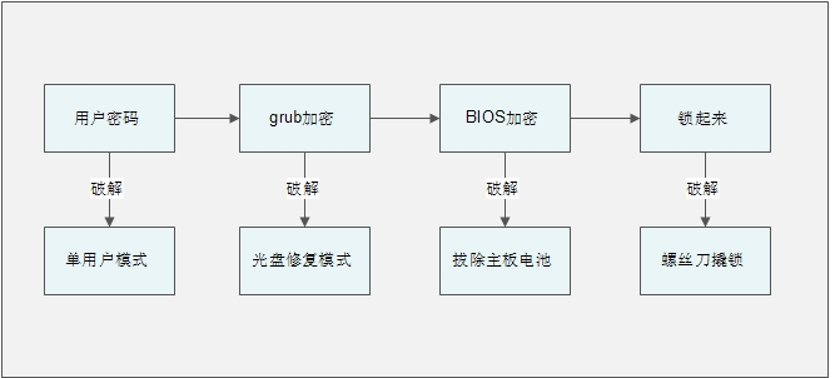 用户密码
grub加密
BIOS加密
锁起来
破解
破解
破解
破解
单用户模式
光盘修复模式
拔除主板电池
螺丝刀撬锁